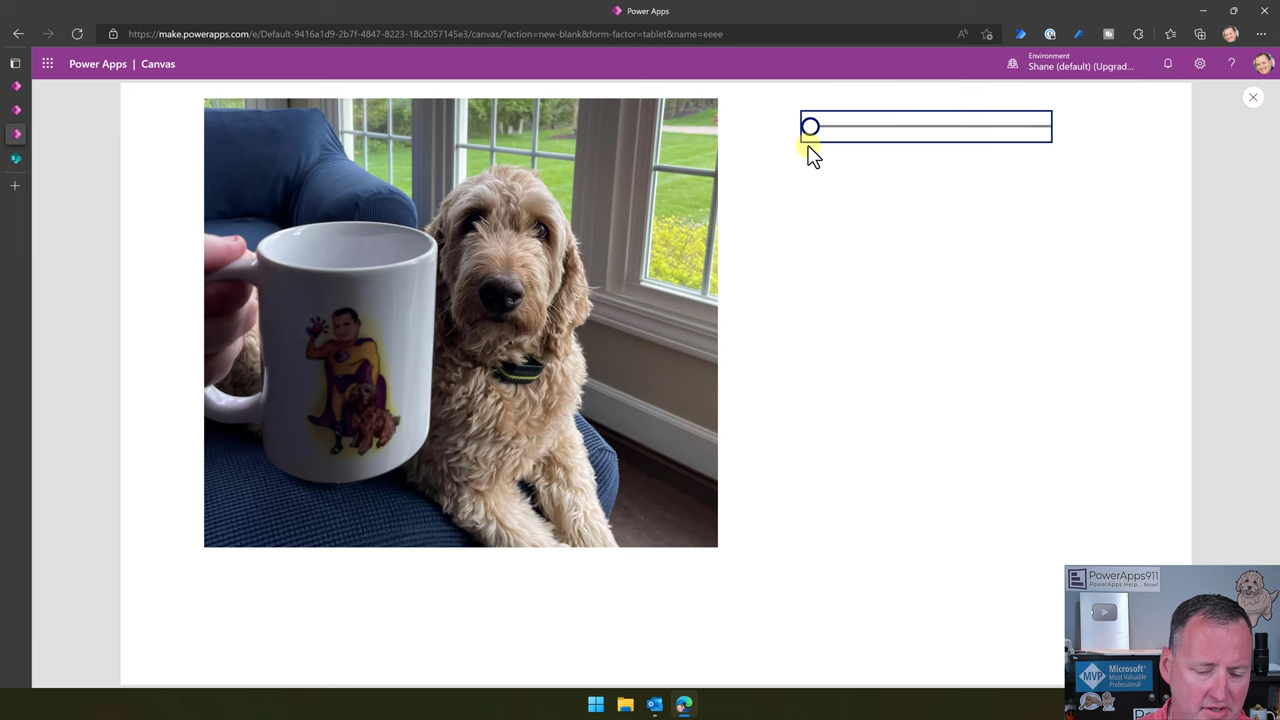 Power Apps
https://make.powerapps.com/e/Default-9416a1d9-2b7f-4847-8223-18c2057145e3/canvas/?action=new-blank&form-factor=tablet&name=eeee
Power Apps | Canvas
Environment
Shane (default) (Upgrad...
PowerApps911
PowerApps Help... Now!
Microsoft®
Most Valuable
Professional
MVP